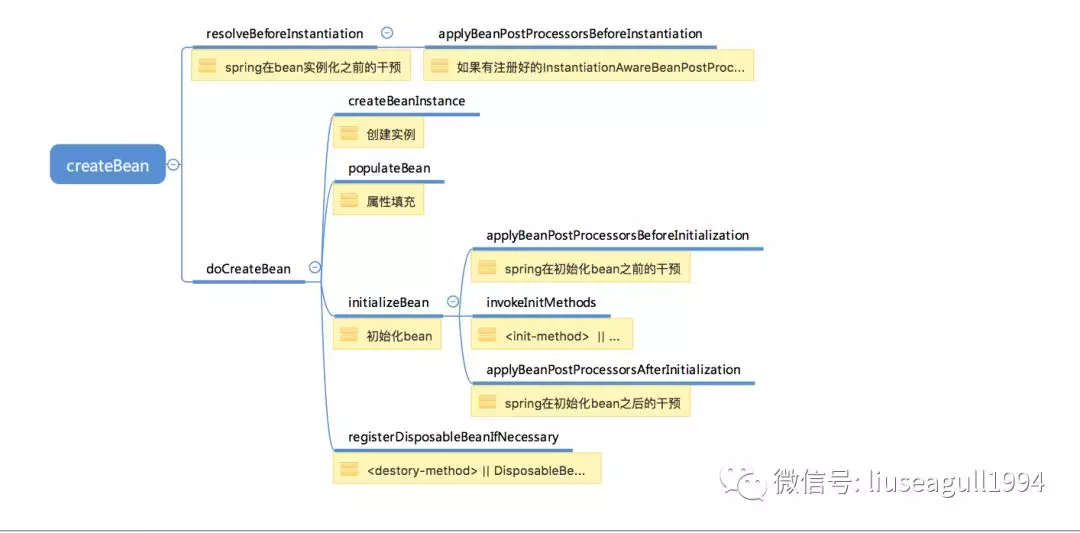 resolveBeforeInstantiation
applyBeanPostProcessorsBeforeInstantiation
spring在bean实例化之前的干预
如果有注册好的InstantiationAwareBeanPostProc...
createBeanInstance
创建实例
createBean
populateBean
属性填充
applyBeanPostProcessorsBeforeInitialization
spring在初始化bean之前的干预
doCreateBean
initializeBean
invokeInitMethods
初始化bean
<init-method> || ...
applyBeanPostProcessorsAfterInitialization
spring在初始化bean之后的干预
registerDisposableBeanIfNecessary
<destory-method> || DisposableBe...
微信号: liuseagull1994